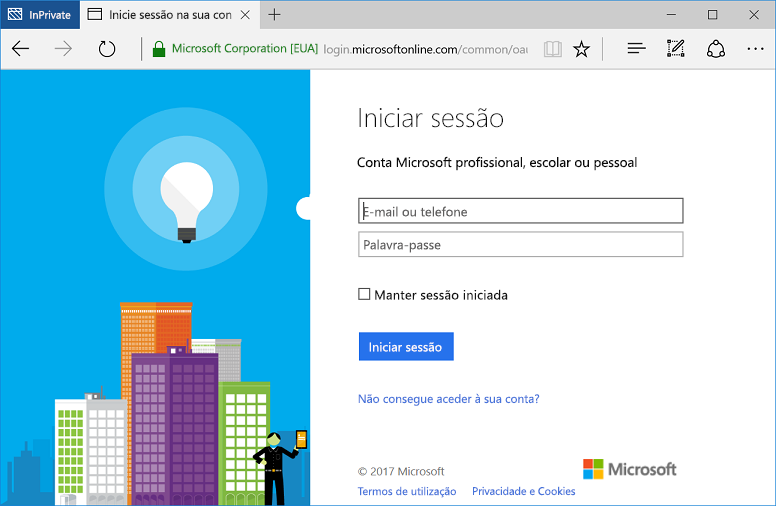 InPrivate
Inicie sessão na sua con
Microsoft Corporation [EUA] login.microsoftonline.com/common/oau
Iniciar sessão
Conta Microsoft profissional, escolar ou pessoal
E-mail ou telefone
Palavra-passe
Manter sessão iniciada
Iniciar sessão
Não consegue aceder à sua conta?
© 2017 Microsoft
Microsoft
Termos de utilização Privacidade e Cookies